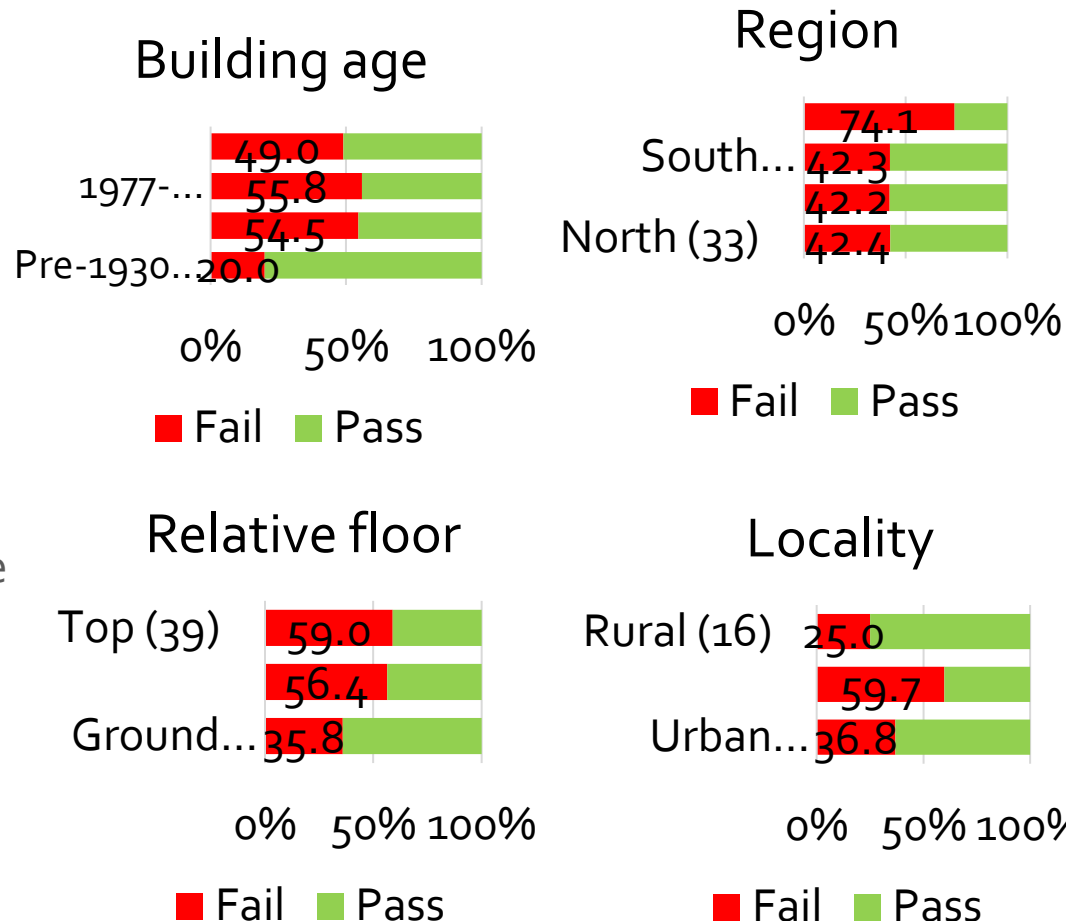 Building age
49.0
1977-...
55.8
54.5
Pre-1930...
20.0
0% 50% 100%
Fail Pass
Region
74.1
South...
42.3
42.2
North (33)
42.4
0% 50% 100%
Fail Pass
Relative floor
Top (39)
59.0
56.4
Ground...
35.8
0% 50% 100%
Fail Pass
Locality
Rural (16)
25.0
59.7
Urban...
36.8
0% 50% 100%
Fail Pass